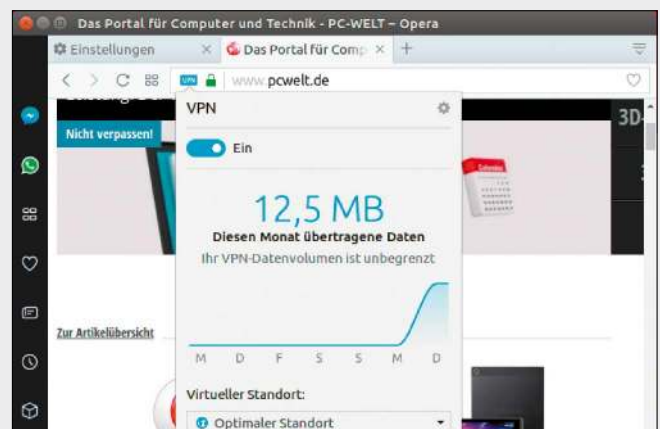 Das Portal für Computer und Technik - PC-WELT – Opera
Einstellungen
Das Portal für Comp
www.pcwelt.de
VPN
VPN
Nicht verpassen!
3D-
Ein
12,5 MB
Diesen Monat übertragene Daten
Ihr VPN-Datenvolumen ist unbegrenzt
Zur Artikelübersicht
M D F S S M D
Virtueller Standort:
Optimaler Standort